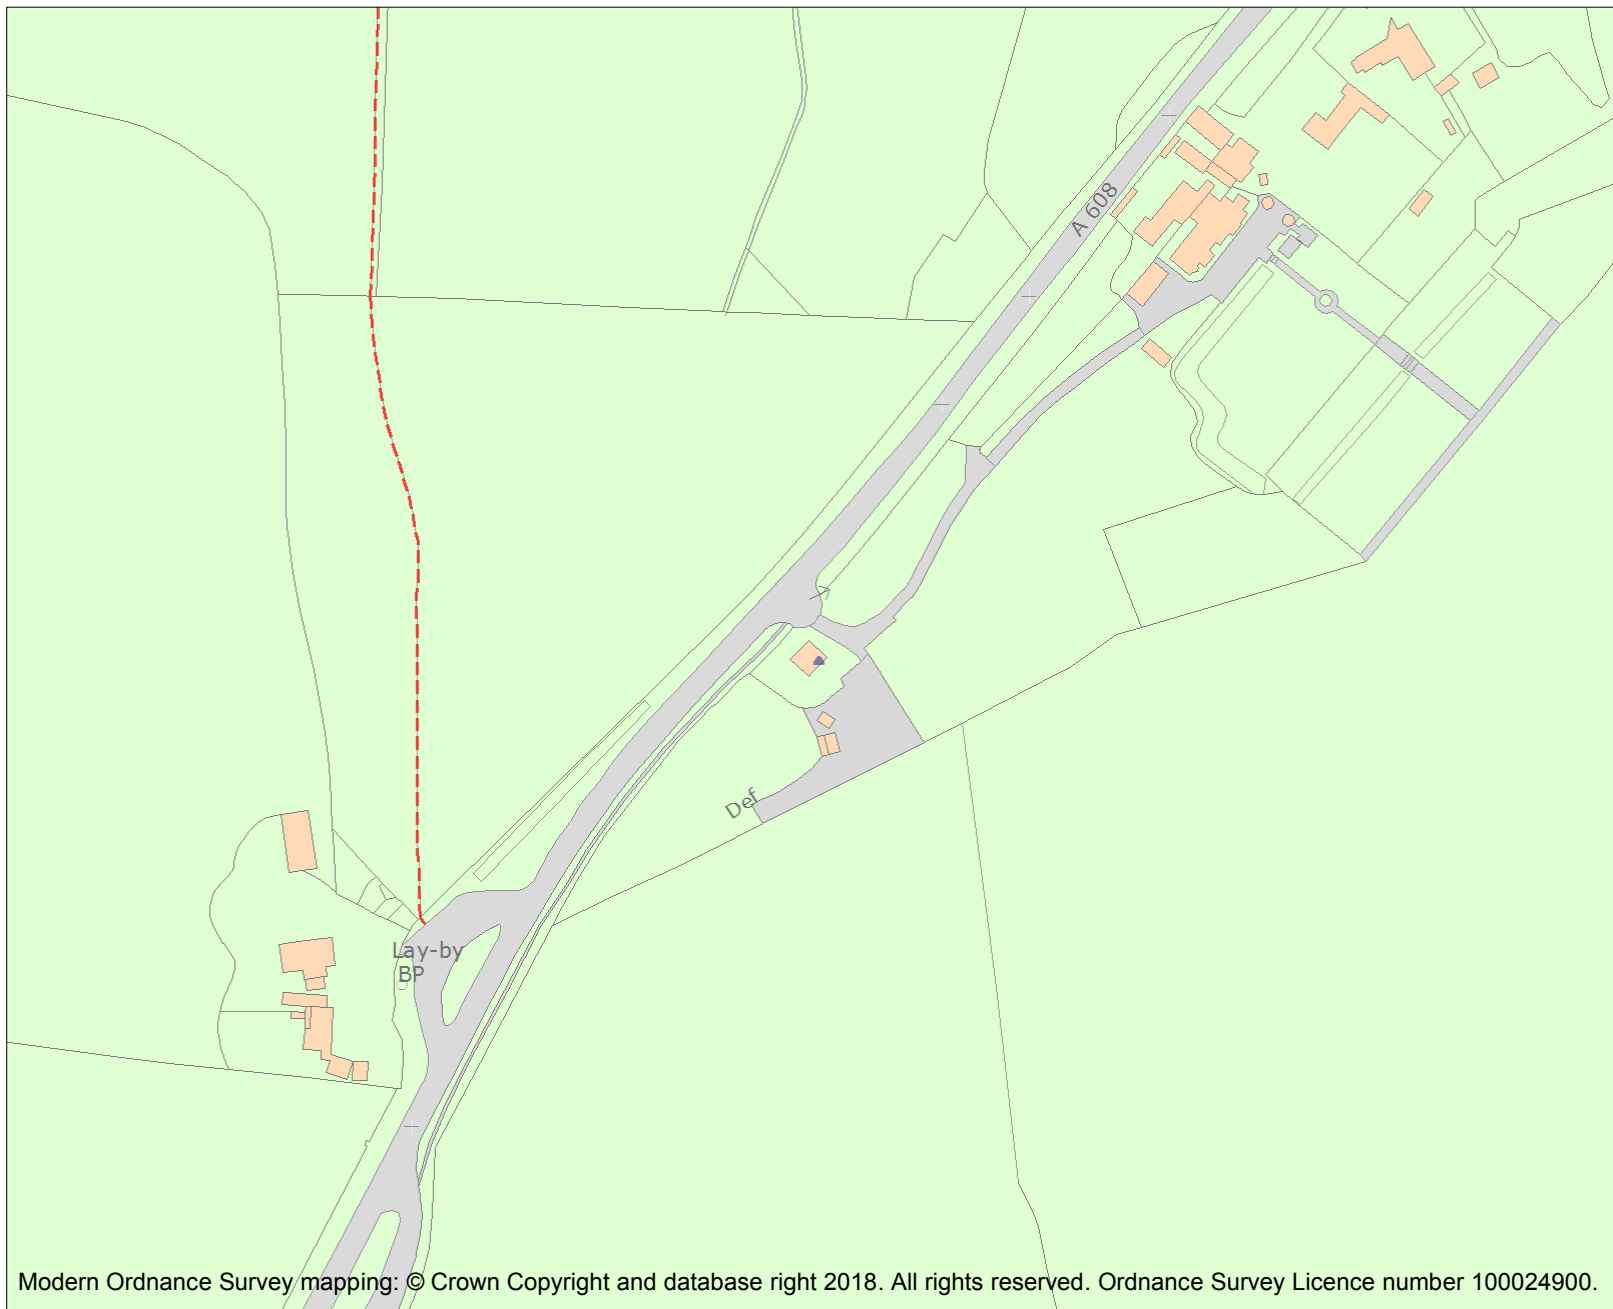 A 608
Def
Lay-by
BP
Modern Ordnance Survey mapping: © Crown Copyright and database right 2018. All rights reserved. Ordnance Survey Licence number 100024900.